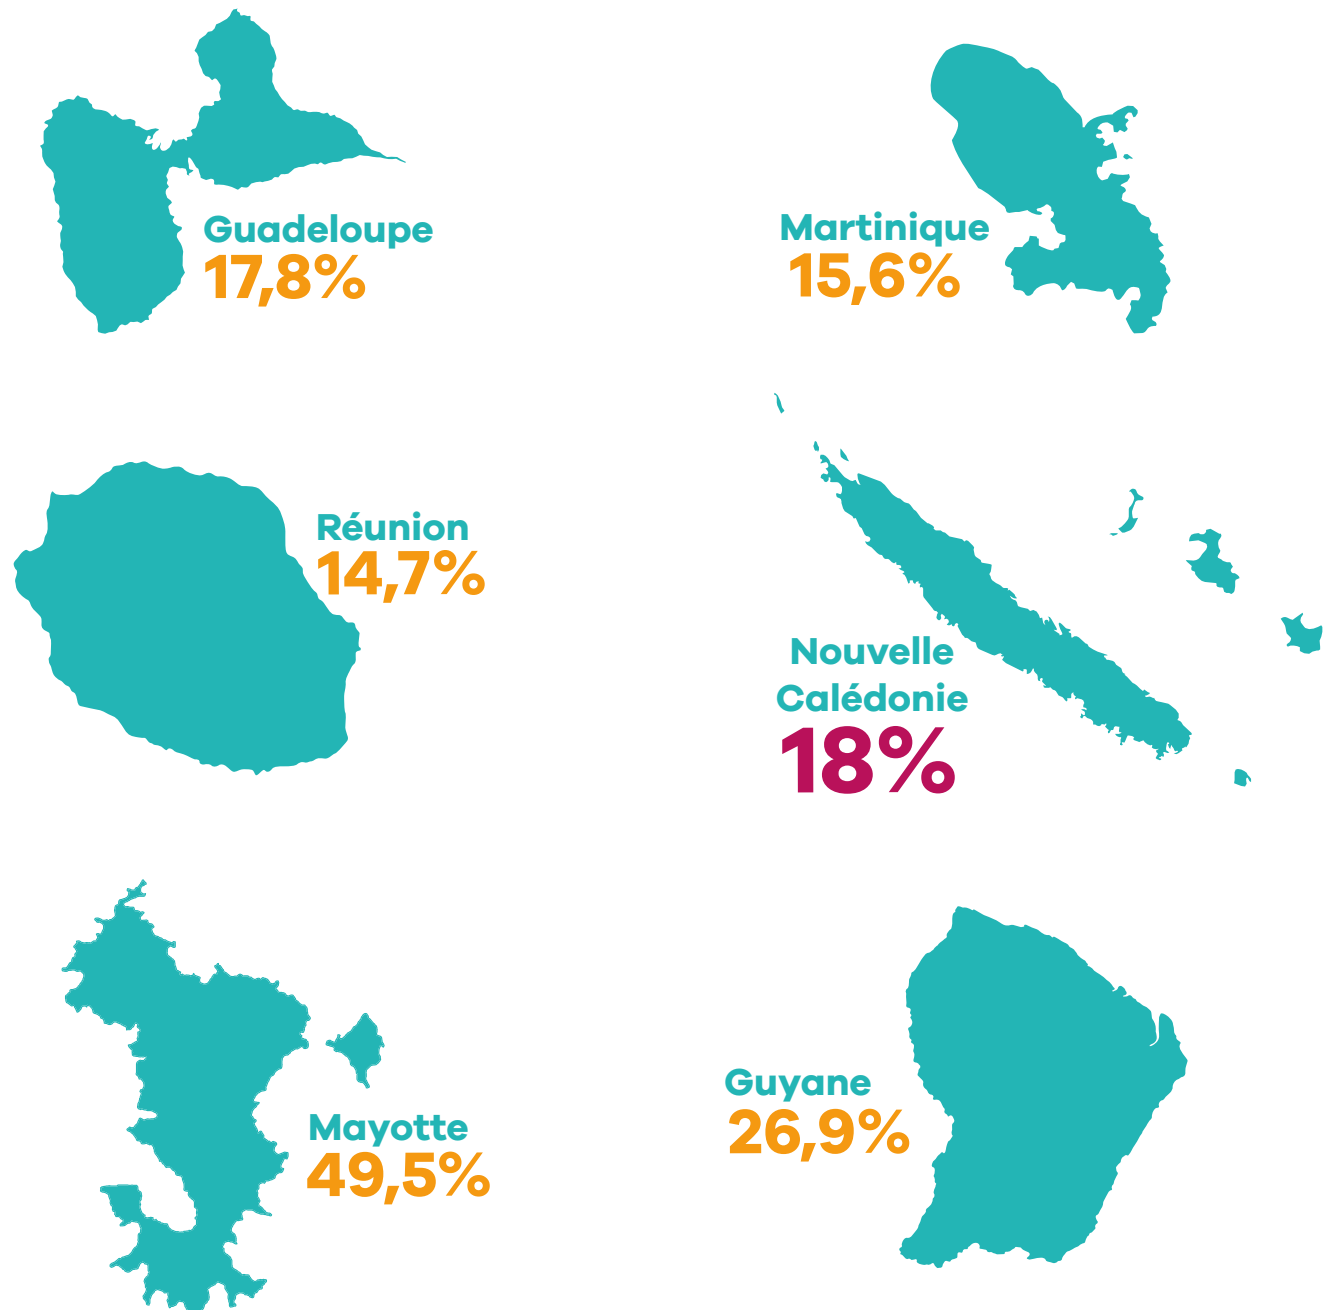 Guadeloupe
17,8%
Martinique
15,6%
Réunion
14,7%
Nouvelle
Calédonie
18%
Mayotte
49,5%
Guyane
26,9%